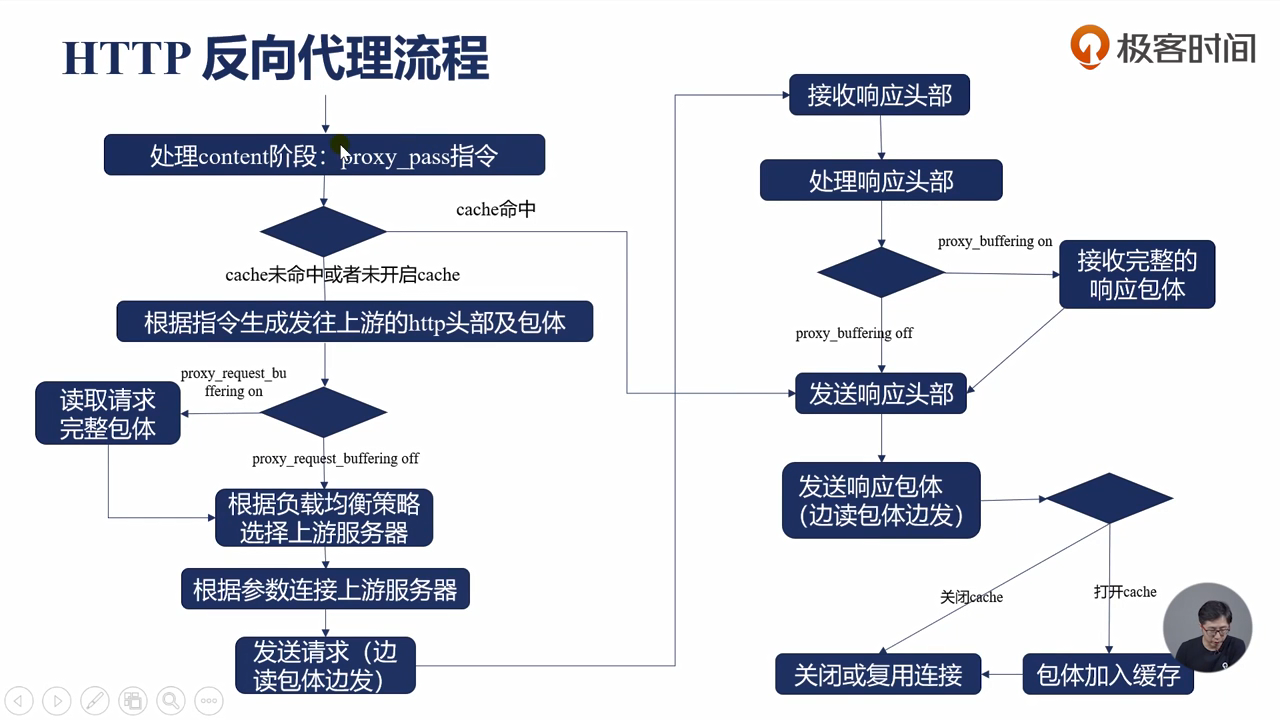 HTTP 反向代理流程
极客时间
处理content阶段：proxy_pass指令
cache命中
cache未命中或者未开启cache
根据指令生成发往上游的http头部及包体
proxy_request_bu
ffering on
读取请求
完整包体
proxy_request_buffering off
根据负载均衡策略
选择上游服务器
根据参数连接上游服务器
发送请求（边
读包体边发）
接收响应头部
处理响应头部
proxy_buffering on
接收完整的
响应包体
proxy_buffering off
发送响应头部
发送响应包体
（边读包体边发）
关闭cache
打开cache
关闭或复用连接
包体加入缓存